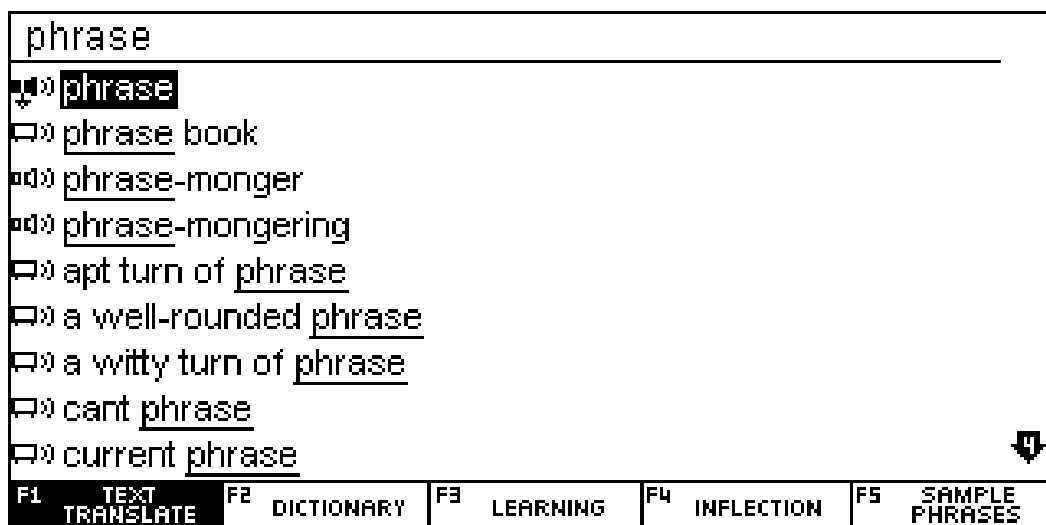 phrase
phrase
phrase book
phrase-monger
phrase-mongering
apt turn of phrase
a well-rounded phrase
a witty turn of phrase
cant phrase
current phrase
4
F1 TEXT TRANSLATE F2 DICTIONARY F3 LEARNING F4 INFLECTION F5 SAMPLE PHRASES